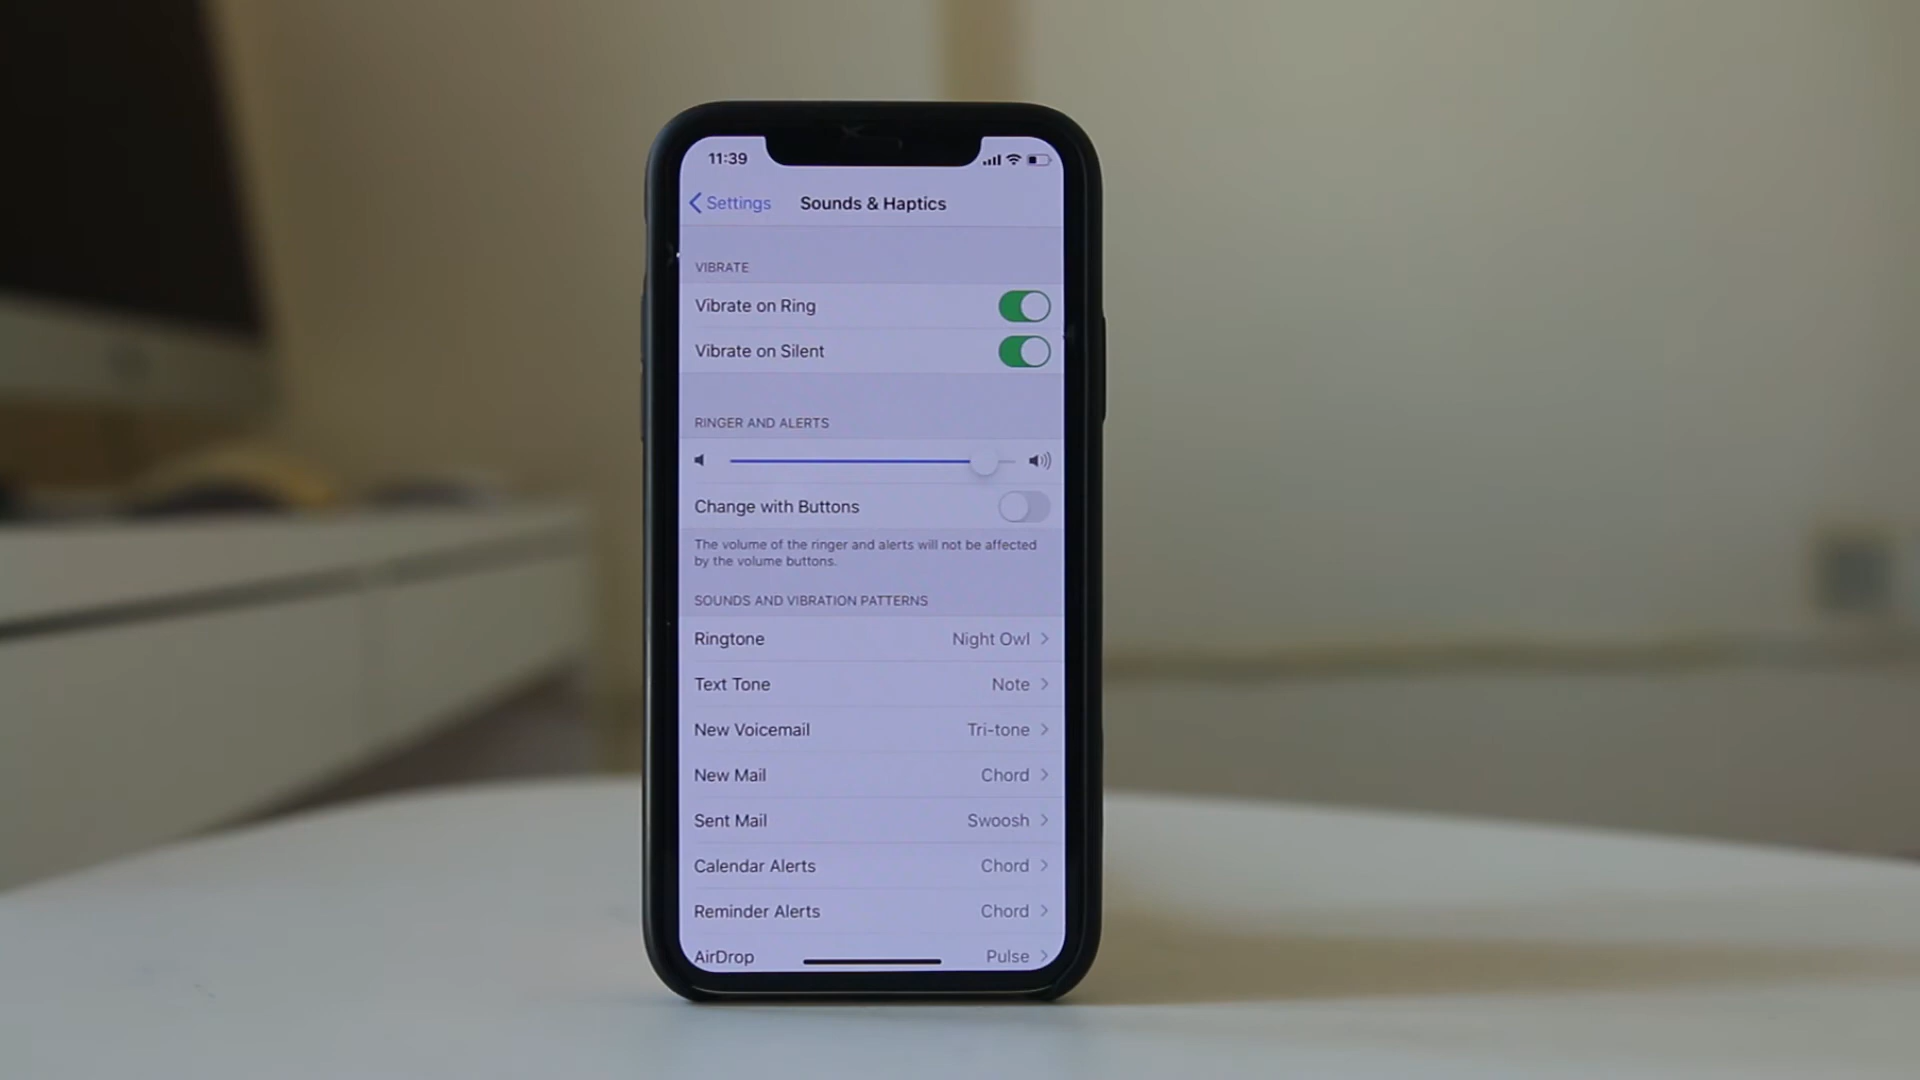 11:39
Settings Sounds & Haptics
VIBRATE
Vibrate on Ring
Vibrate on Silent
RINGER AND ALERTS
Change with Buttons
The volume of the ringer and alerts will not be affected
by the volume buttons.
SOUNDS AND VIBRATION PATTERNS
Ringtone Night Owl
Text Tone Note
New Voicemail Tri-tone
New Mail Chord
Sent Mail Swoosh
Calendar Alerts Chord
Reminder Alerts Chord
AirDrop Pulse